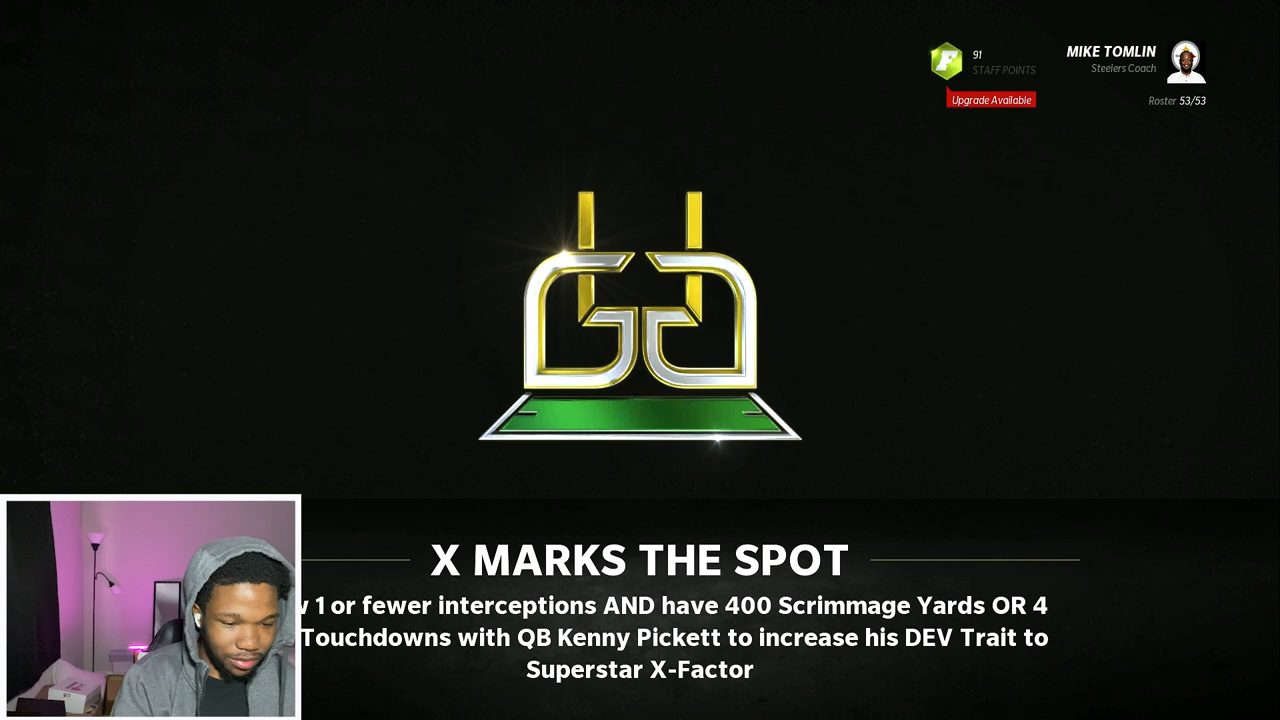 91
STAFF POINTS
Upgrade Available
MIKE TOMLIN
Steelers Coach
Roster 53/53
X MARKS THE SPOT
1 or fewer interceptions AND have 400 Scrimmage Yards OR 4
Touchdowns with QB Kenny Pickett to increase his DEV Trait to
Superstar X-Factor